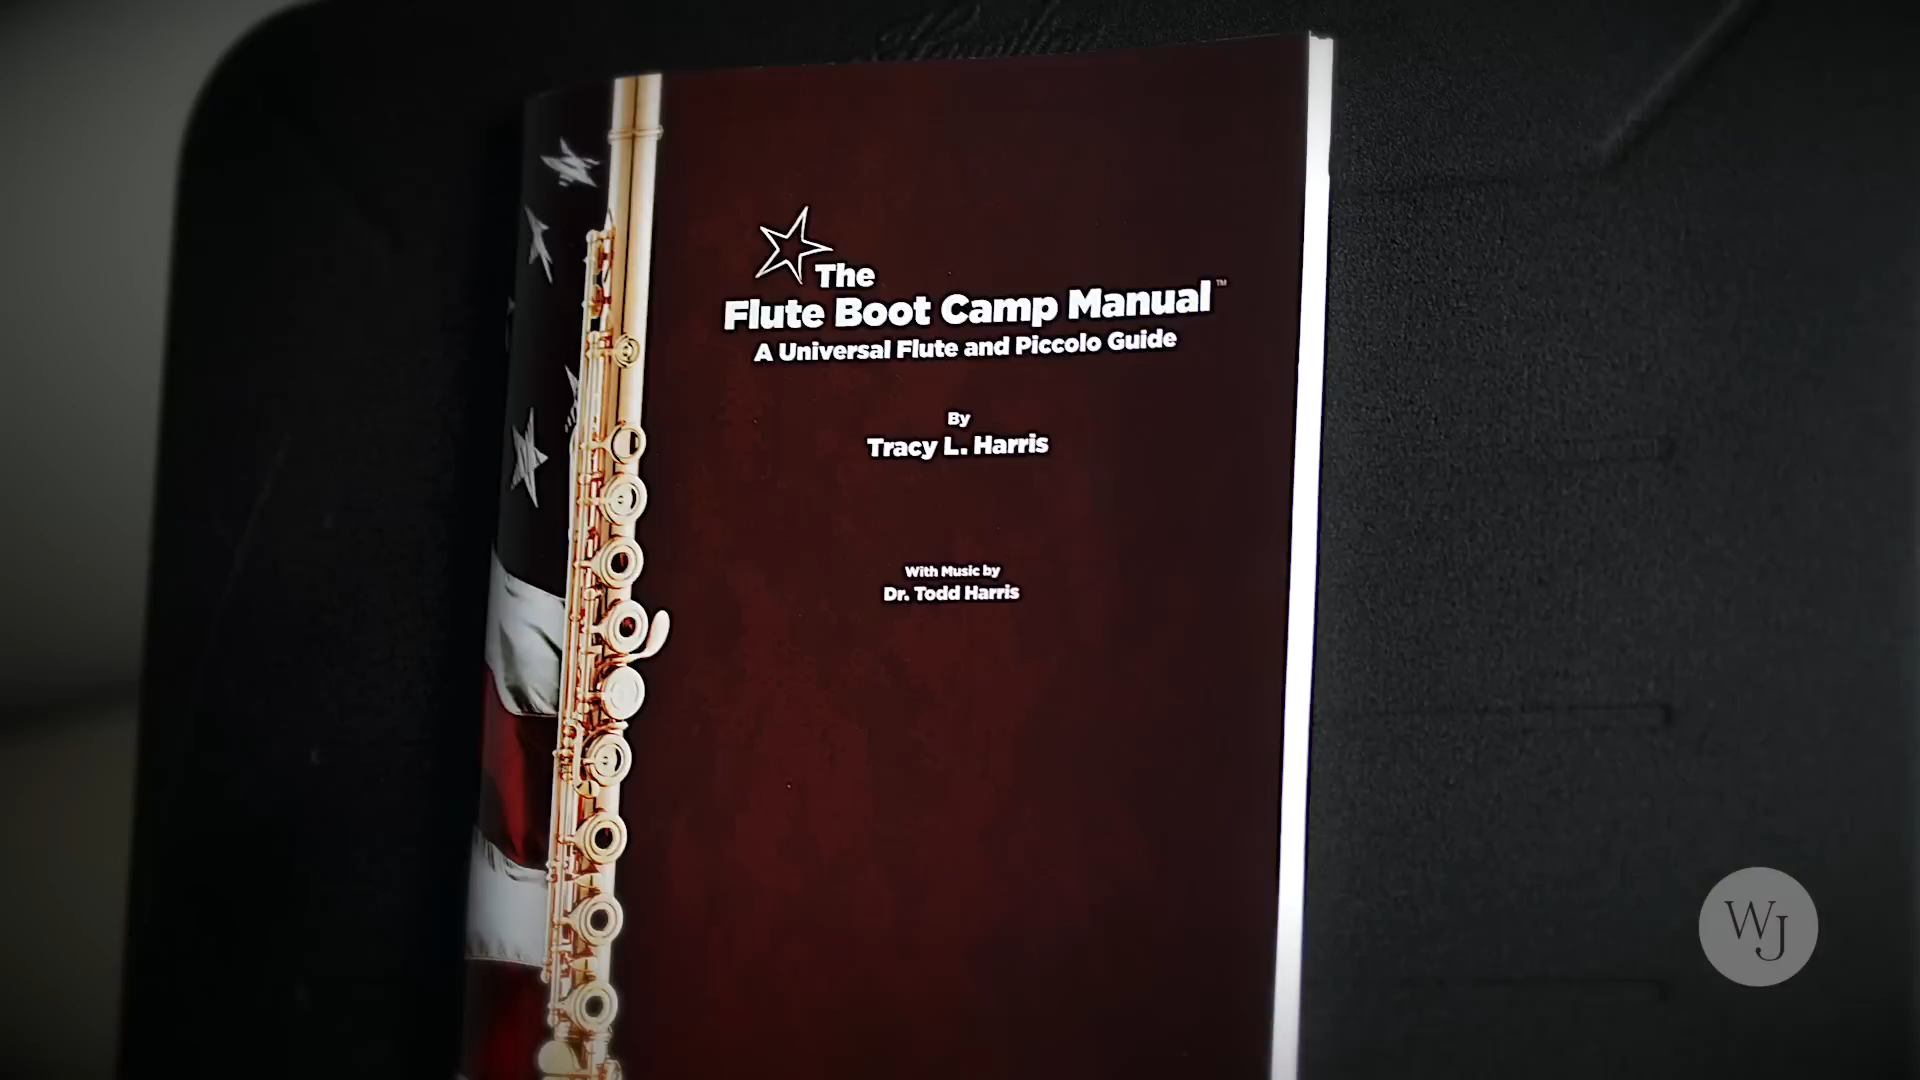 The
Flute Boot Camp Manual™
A Universal Flute and Piccolo Guide
By
Tracy L. Harris
With Music by
Dr. Todd Harris
WJ